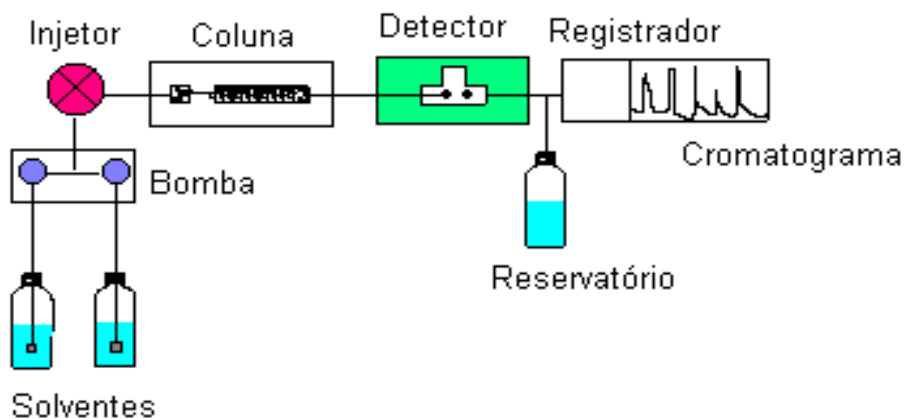 Injetor
Coluna
Detector
Registrador
Cromatograma
Bomba
Reservatório
Solventes